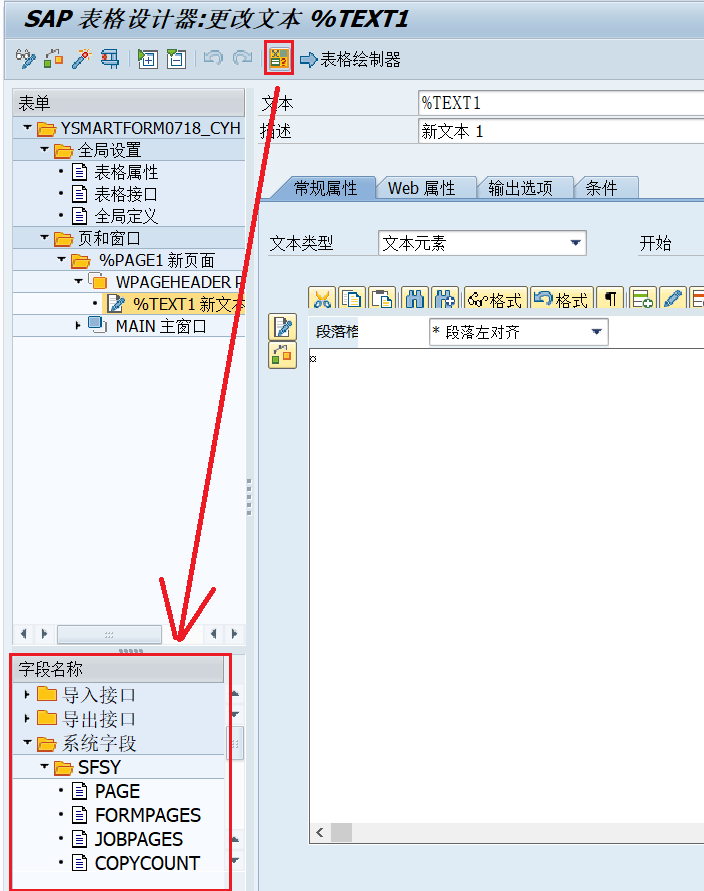 SAP 表格设计器:更改文本 %TEXT1
表格绘制器
表单
YSMARTFORM0718_CYH
全局设置
表格属性
表格接口
全局定义
页和窗口
%PAGE1 新页面
WPAGEHEADER
%TEXT1 新文本
MAIN 主窗口
文本 %TEXT1
描述 新文本 1
常规属性 Web 属性 输出选项 条件
文本类型 文本元素 开始
格式 格式 ¶
段落格 * 段落左对齐
字段名称
导入接口
导出接口
系统字段
SFSY
PAGE
FORMPAGES
JOBPAGES
COPYCOUNT